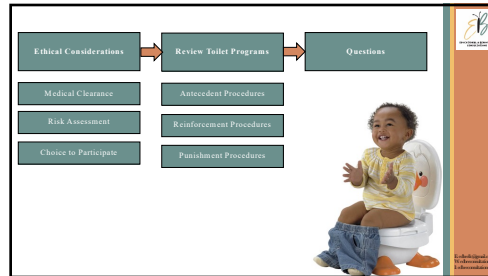 Ethical Considerations
Review Toilet Programs
Questions
Medical Clearance
Antecedent Procedures
Risk Assessment
Reinforcement Procedures
Choice to Participate
Punishment Procedures
EB